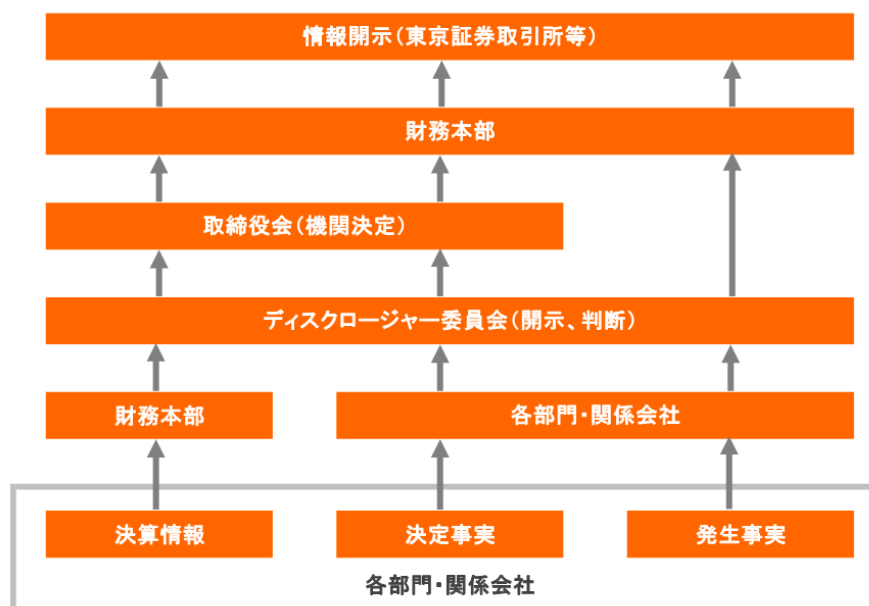 情報開示（東京証券取引所等）
財務本部
取締役会（機関決定）
ディスクロージャー委員会（開示、判断）
財務本部
各部門・関係会社
決算情報
決定事実
発生事実
各部門・関係会社